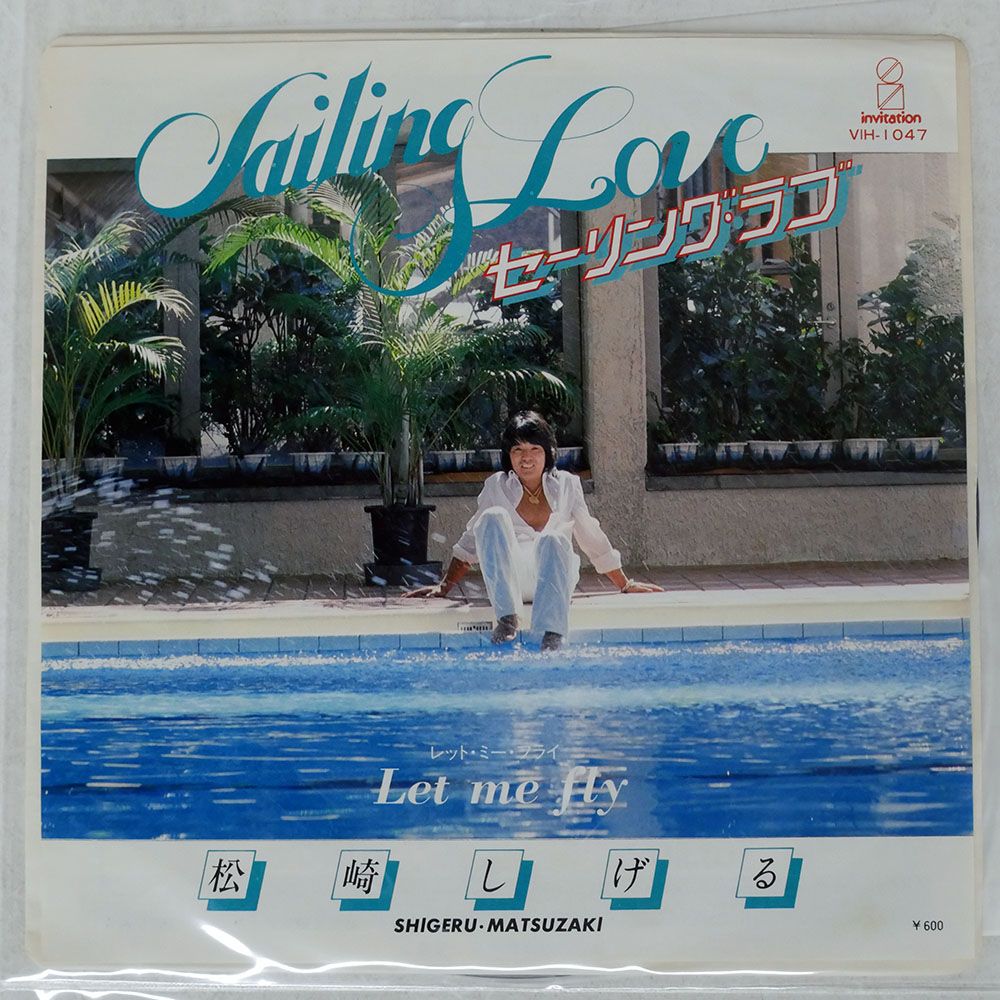 Sailing Love
セーリング・ラブ
invitation
VIH-1047
レット・ミー・フライ
Let me fly
松崎しげる
SHIGERU・MATSUZAKI
¥600